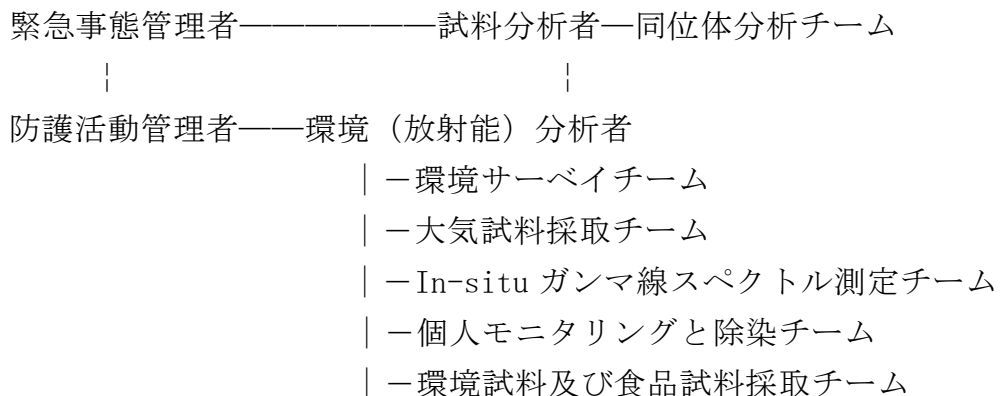 緊急事態管理者――――――試料分析者―同位体分析チーム
¦ ¦
防護活動管理者――環境（放射能）分析者
｜－環境サーベイチーム
｜－大気試料採取チーム
｜－In-situ ガンマ線スペクトル測定チーム
｜－個人モニタリングと除染チーム
｜－環境試料及び食品試料採取チーム